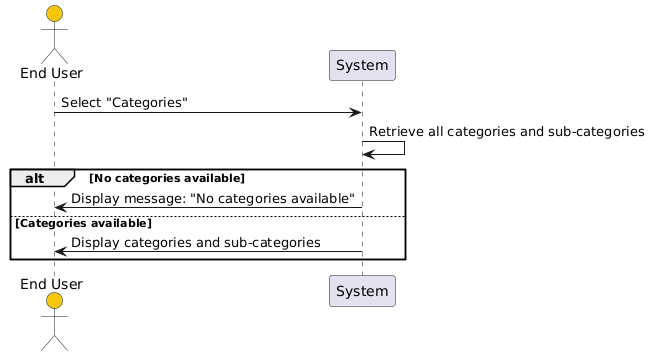 End User
System
Select "Categories"
Retrieve all categories and sub-categories
alt [No categories available]
Display message: "No categories available"
[Categories available]
Display categories and sub-categories
End User
System